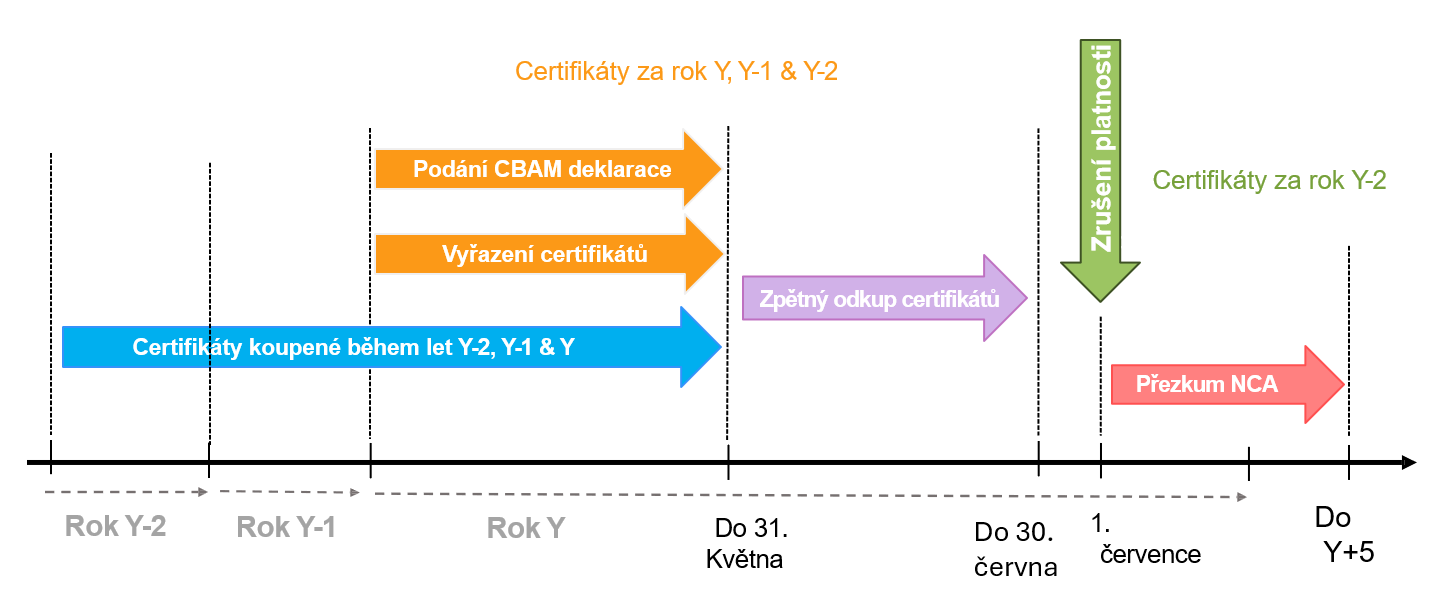 Certifikáty za rok Y, Y-1 & Y-2
Zrušení platnosti
Podání CBAM deklarace
Certifikáty za rok Y-2
Vyřazení certifikátů
Zpětný odkup certifikátů
Certifikáty koupené během let Y-2, Y-1 & Y
Přezkum NCA
Rok Y-2
Rok Y-1
Rok Y
Do 31.
Května
Do 30.
června
1.
července
Do
Y+5